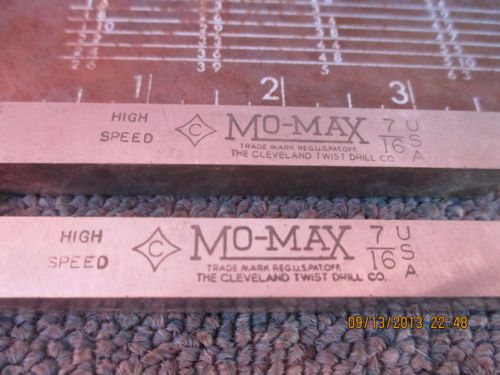 1 2 3
HIGH SPEED C MO-MAX 7/16 USA
TRADE MARK REG.U.S.PAT.OFF.
THE CLEVELAND TWIST DRILL CO.
HIGH SPEED C MO-MAX 7/16 USA
TRADE MARK REG.U.S.PAT.OFF.
THE CLEVELAND TWIST DRILL CO.
09/13/2013 22:48